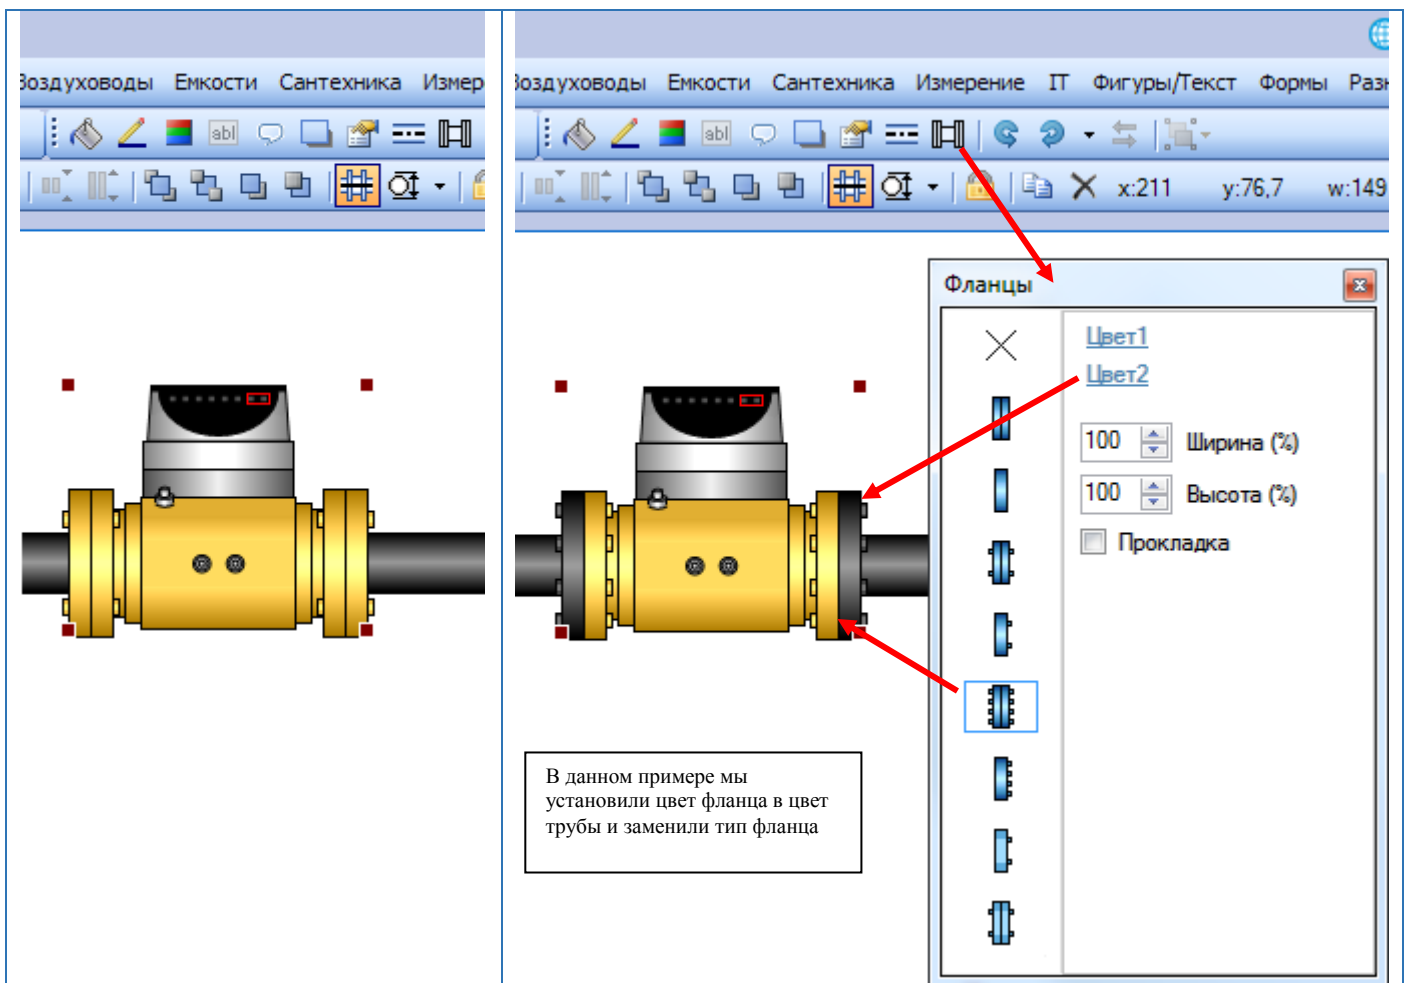 Воздуховоды Емкости Сантехника Измер
abl
Воздуховоды Емкости Сантехника Измерение IT Фигуры/Текст Формы Разн
abl
x:211 y:76,7 w:149
Фланцы
Цвет1
Цвет2
100 Ширина (%)
100 Высота (%)
Прокладка
В данном примере мы
установили цвет фланца в цвет
трубы и заменили тип фланца